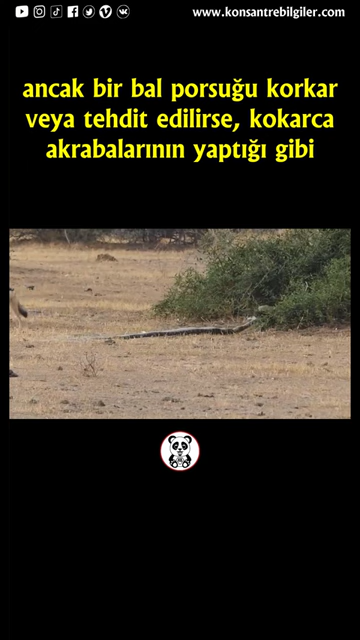 www.konsantrebilgiler.com
ancak bir bal porsuğu korkar
veya tehdit edilirse, kokarca
akrabalarının yaptığı gibi